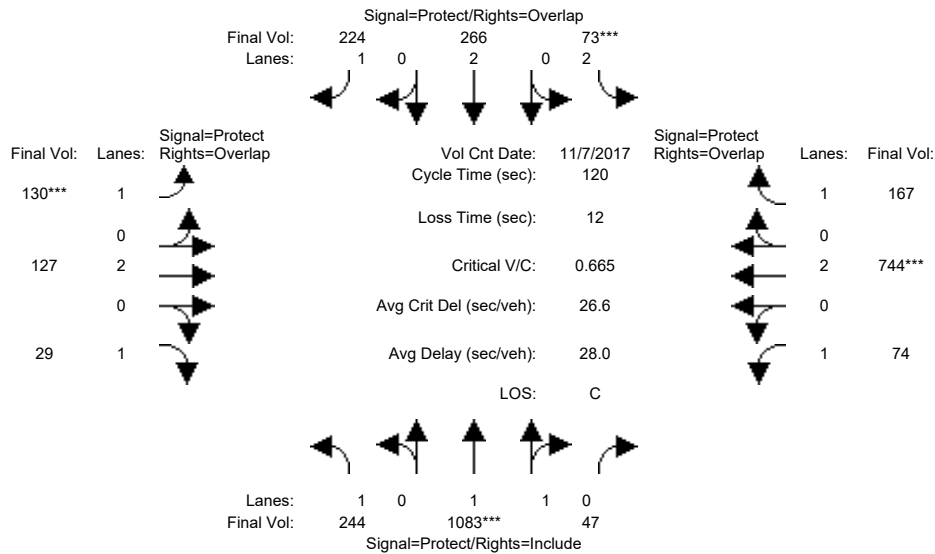 Signal=Protect/Rights=Overlap
Final Vol: 224 266 73***
Lanes: 1 0 2 0 2
Signal=Protect
Final Vol: Lanes: Rights=Overlap
Vol Cnt Date: 11/7/2017
Signal=Protect
Rights=Overlap Lanes: Final Vol:
Cycle Time (sec): 120
130*** 1
1 167
Loss Time (sec): 12
0
0
127 2
Critical V/C: 0.665
2 744***
0
Avg Crit Del (sec/veh): 26.6
0
29 1
Avg Delay (sec/veh): 28.0
1 74
LOS: C
Lanes: 1 0 1 1 0
Final Vol: 244 1083*** 47
Signal=Protect/Rights=Include